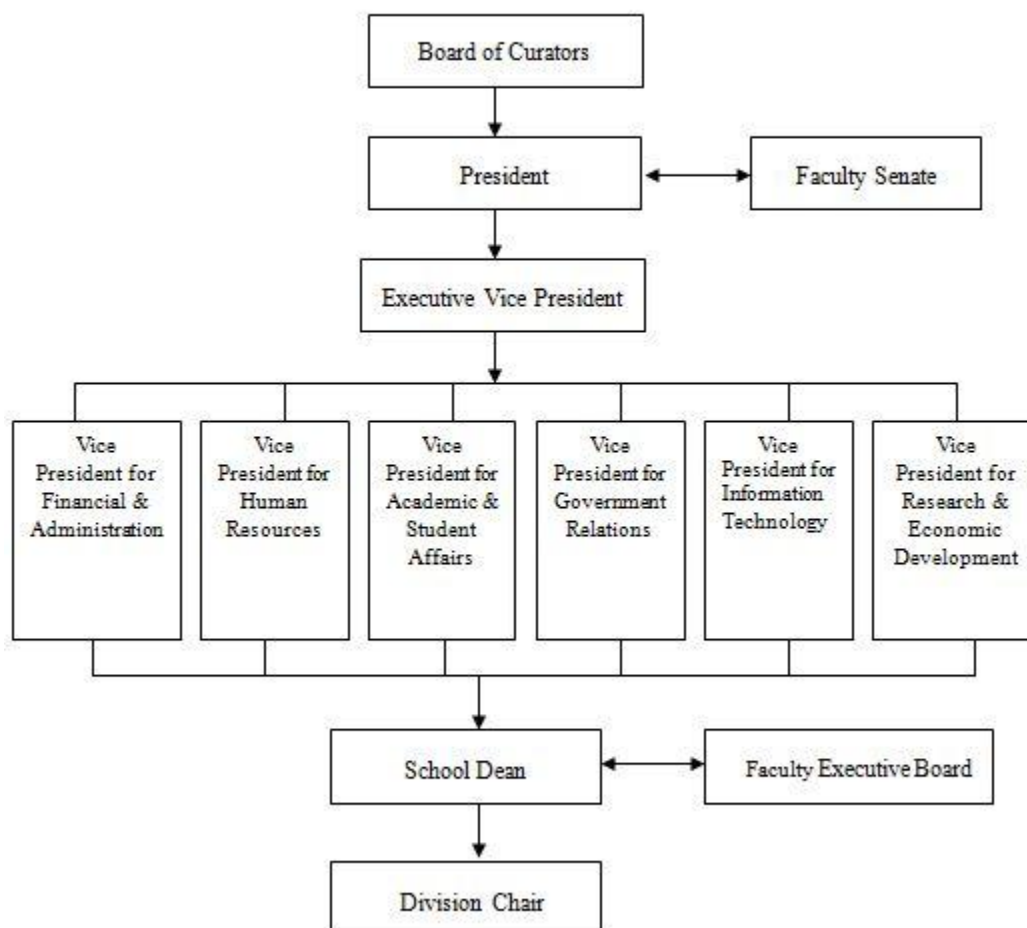 Board of Curators
President
Faculty Senate
Executive Vice President
Vice
President for
Financial &
Administration
Vice
President for
Human
Resources
Vice
President for
Academic &
Student
Affairs
Vice
President for
Government
Relations
Vice
President for
Information
Technology
Vice
President for
Research &
Economic
Development
School Dean
Faculty Executive Board
Division Chair